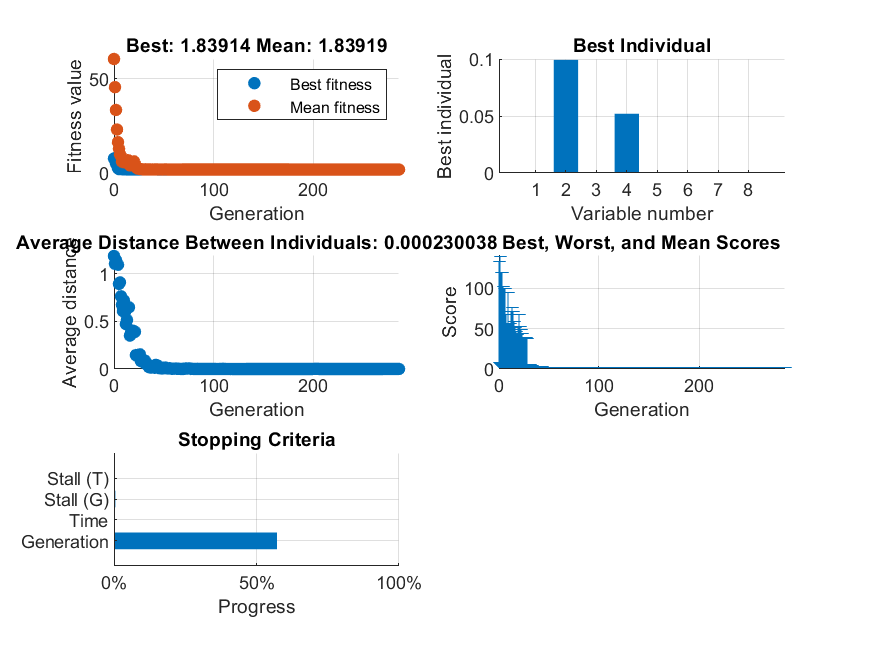 Best: 1.83914 Mean: 1.83919
Fitness value
50
0
Best fitness
Mean fitness
0 100 200
Generation
Best Individual
Best individual
0.1
0.05
0
1 2 3 4 5 6 7 8
Variable number
Average Distance Between Individuals: 0.000230038
Average distance
1
0.5
0
0 100 200
Generation
Best, Worst, and Mean Scores
Score
100
50
0
0 100 200
Generation
Stopping Criteria
Stall (T)
Stall (G)
Time
Generation
0% 50% 100%
Progress